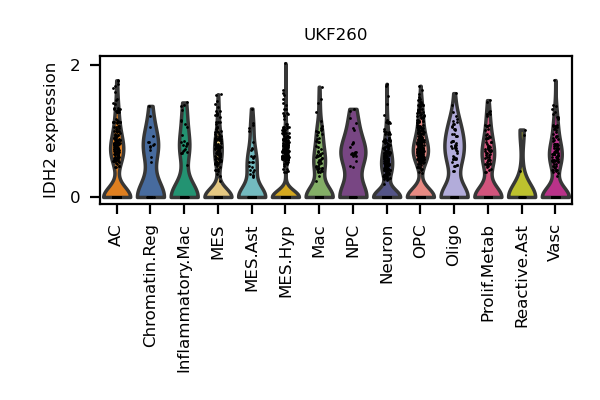 UKF260
IDH2 expression
2
0
AC
Chromatin.Reg
Inflammatory.Mac
MES
MES.Ast
MES.Hyp
Mac
NPC
Neuron
OPC
Oligo
Prolif.Metab
Reactive.Ast
Vasc